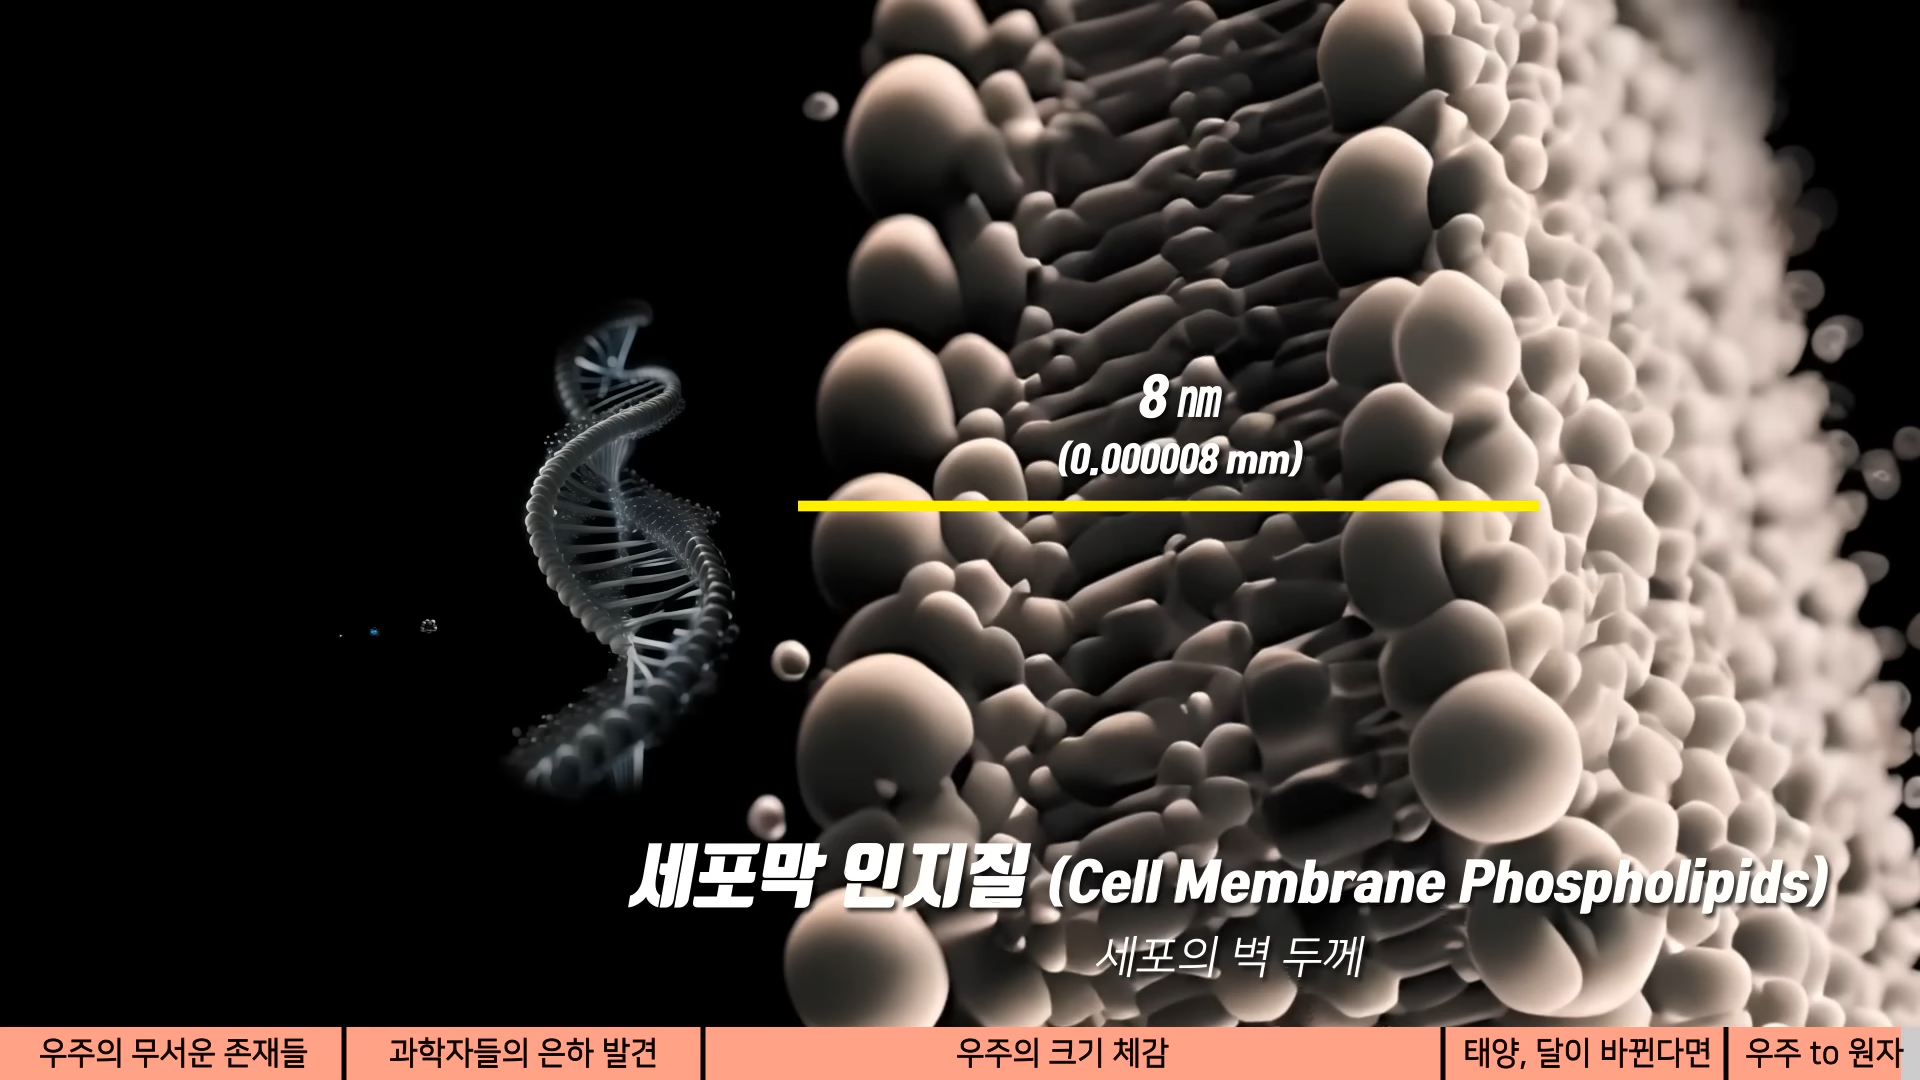 8 nm
(0.000008 mm)
세포막 인지질 (Cell Membrane Phospholipids)
세포의 벽 두께
우주의 무서운 존재들
과학자들의 은하 발견
우주의 크기 체감
태양, 달이 바뀐다면
우주 to 원자